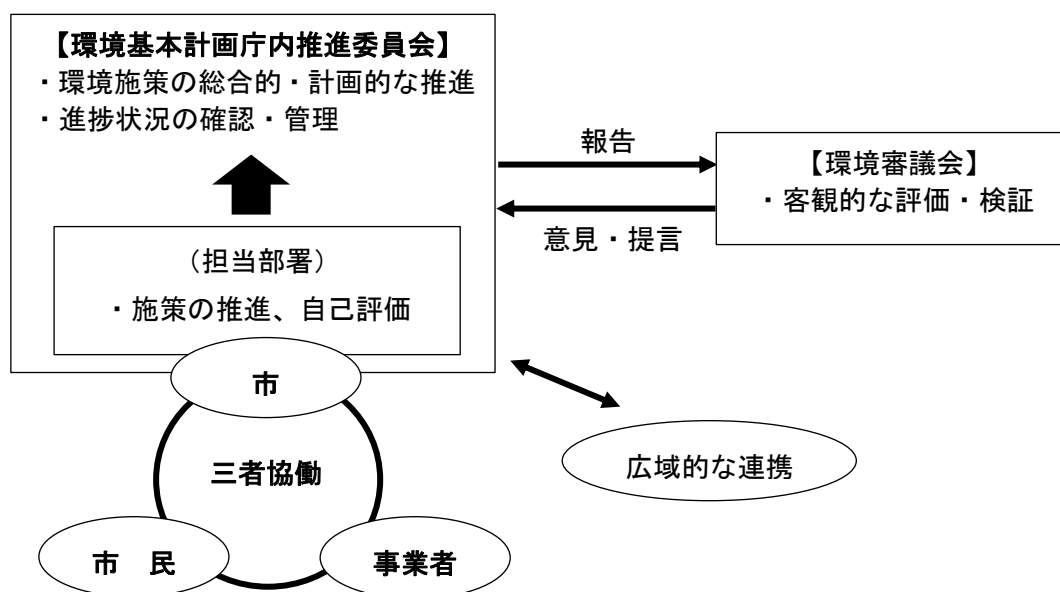 【環境基本計画庁内推進委員会】
・環境施策の総合的・計画的な推進
・進捗状況の確認・管理
（担当部署）
・施策の推進、自己評価
報告
意見・提言
【環境審議会】
・客観的な評価・検証
市
三者協働
市　民
事業者
広域的な連携